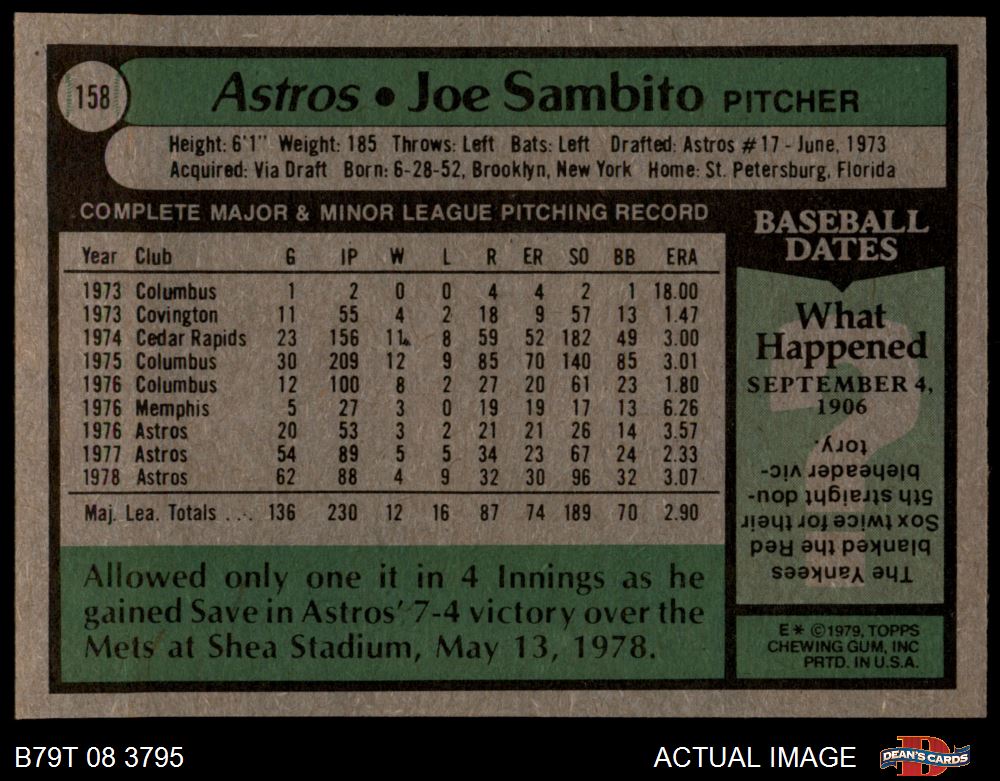 158
Astros • Joe Sambito PITCHER
Height: 6'1" Weight: 185 Throws: Left Bats: Left Drafted: Astros #17 - June, 1973
Acquired: Via Draft Born: 6-28-52, Brooklyn, New York Home: St. Petersburg, Florida
COMPLETE MAJOR & MINOR LEAGUE PITCHING RECORD
Year Club G IP W L R ER SO BB ERA
1973 Columbus 1 2 0 0 4 4 2 1 18.00
1973 Covington 11 55 4 2 18 9 57 13 1.47
1974 Cedar Rapids 23 156 11 8 59 52 182 49 3.00
1975 Columbus 30 209 12 9 85 70 140 85 3.01
1976 Columbus 12 100 8 2 27 20 61 23 1.80
1976 Memphis 5 27 3 0 19 19 17 13 6.26
1976 Astros 20 53 3 2 21 21 26 14 3.57
1977 Astros 54 89 5 5 34 23 67 24 2.33
1978 Astros 62 88 4 9 32 30 96 32 3.07
Maj. Lea. Totals ... 136 230 12 16 87 74 189 70 2.90
Allowed only one it in 4 Innings as he
gained Save in Astros' 7-4 victory over the
Mets at Shea Stadium, May 13, 1978.
BASEBALL
DATES
What
Happened
SEPTEMBER 4,
1906
The Yankees
blanked the Red
Sox twice for their
5th straight dou-
bleheader vic-
tory.
E* ©1979, TOPPS
CHEWING GUM, INC
PRTD. IN U.S.A.
B79T 08 3795
ACTUAL IMAGE
DEAN'S CARDS